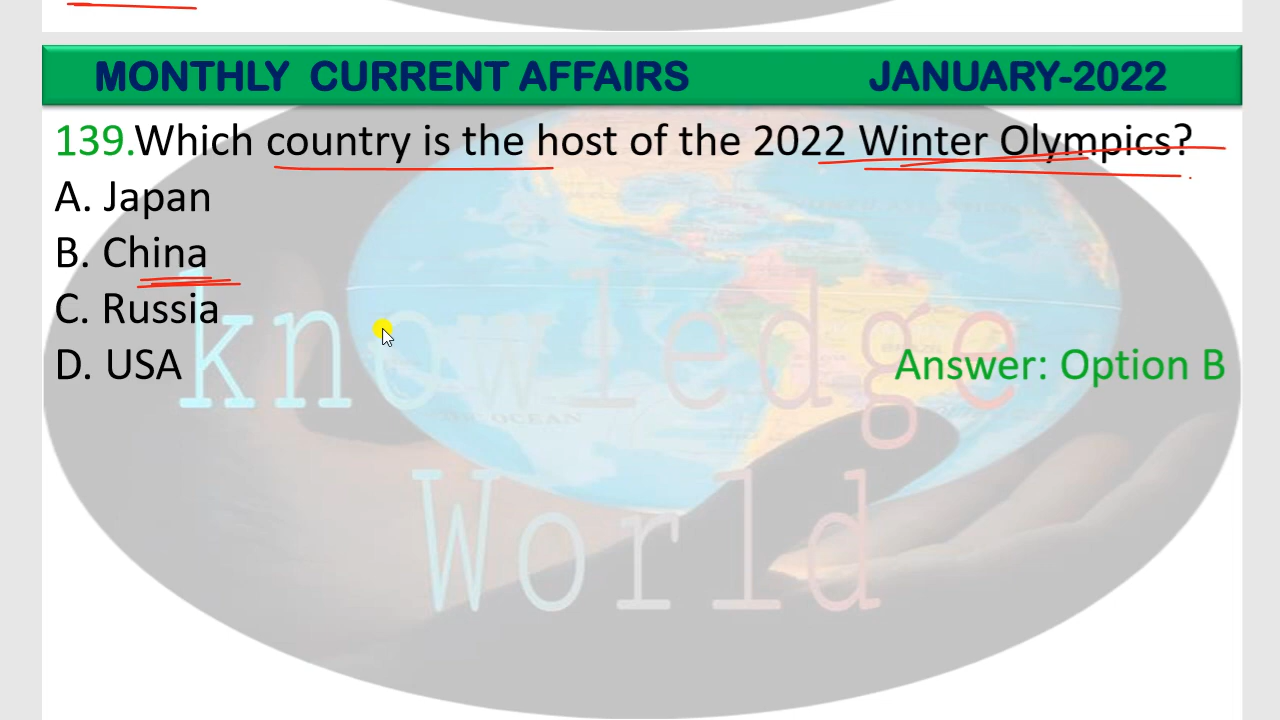 MONTHLY CURRENT AFFAIRS JANUARY-2022
139.Which country is the host of the 2022 Winter Olympics?
A. Japan
B. China
C. Russia
D. USA Answer: Option B
knowledge
World
OCEAN